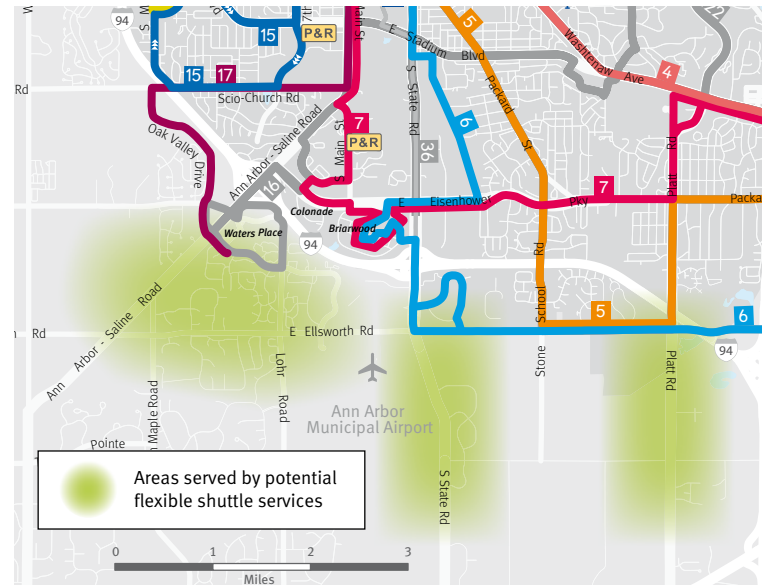 94
15
15
17
P&R
7th
Main St
E Stadium Blvd
5
Washtenaw Ave
22
4
Rd
Scio-Church Rd
Packard St
S State Rd
6
36
7
P&R
S Main St
Oak Valley Drive
Ann Arbor - Saline Road
16
Colonade
E Eisenhower Pky
7
Platt Rd
Packa
Waters Place
Briarwood
94
Stone School Rd
5
6
94
Ann Arbor - Saline Road
Rd
E Ellsworth Rd
Lohr Road
Maple Road
Platt Rd
Ann Arbor
Municipal Airport
Pointe
S State Rd
Areas served by potential
flexible shuttle services
0 1 2 3
Miles